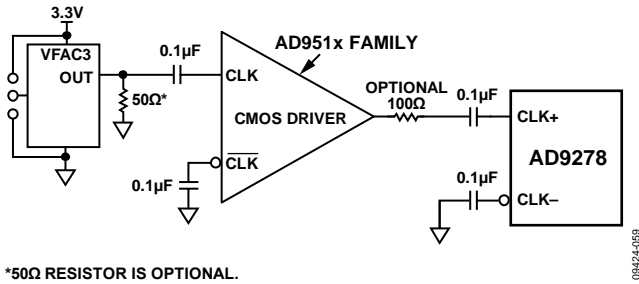 3.3V
VFAC3
OUT
50Ω*
0.1µF
AD951x FAMILY
CLK
CMOS DRIVER
CLK
0.1µF
OPTIONAL
100Ω
0.1µF
CLK+
AD9278
0.1µF
CLK–
*50Ω RESISTOR IS OPTIONAL.
09424-059